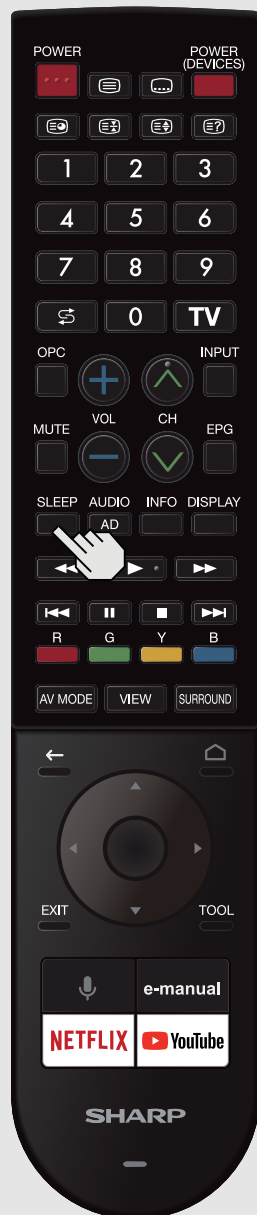 POWER POWER
(DEVICES)
?
1 2 3
4 5 6
7 8 9
0 TV
OPC INPUT
VOL CH
MUTE EPG
SLEEP AUDIO INFO DISPLAY
AD
R G Y B
AV MODE VIEW SURROUND
EXIT TOOL
e-manual
NETFLIX YouTube
SHARP